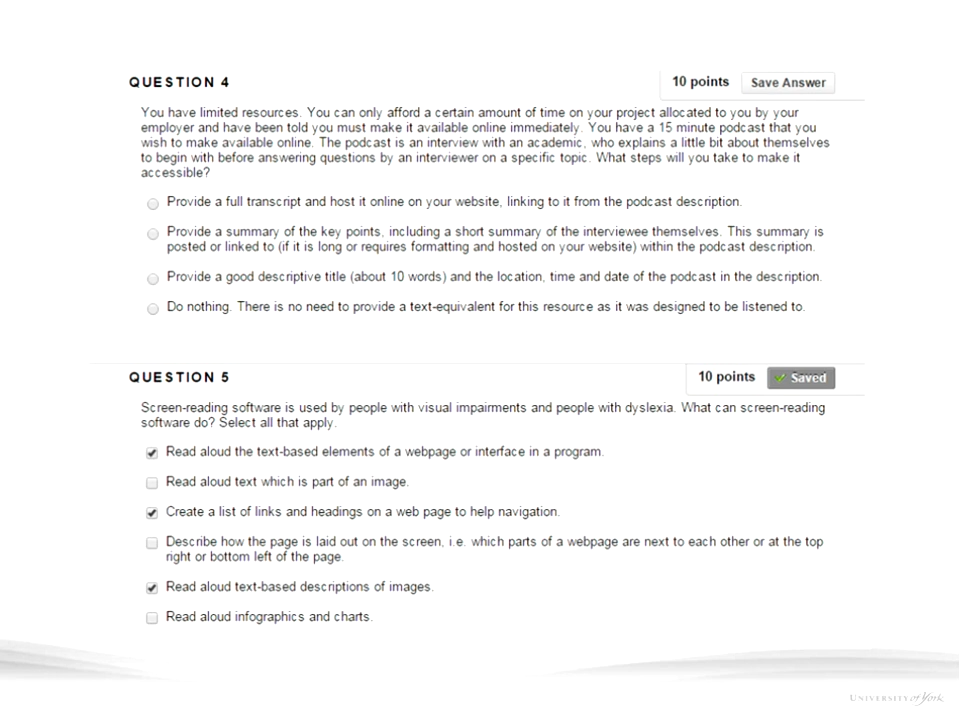 QUESTION 4
10 points
Save Answer
You have limited resources. You can only afford a certain amount of time on your project allocated to you by your
employer and have been told you must make it available online immediately. You have a 15 minute podcast that you
wish to make available online. The podcast is an interview with an academic, who explains a little bit about themselves
to begin with before answering questions by an interviewer on a specific topic. What steps will you take to make it
accessible?
Provide a full transcript and host it online on your website, linking to it from the podcast description.
Provide a summary of the key points, including a short summary of the interviewee themselves. This summary is
posted or linked to (if it is long or requires formatting and hosted on your website) within the podcast description.
Provide a good descriptive title (about 10 words) and the location, time and date of the podcast in the description.
Do nothing. There is no need to provide a text-equivalent for this resource as it was designed to be listened to.
QUESTION 5
10 points
Saved
Screen-reading software is used by people with visual impairments and people with dyslexia. What can screen-reading
software do? Select all that apply.
Read aloud the text-based elements of a webpage or interface in a program.
Read aloud text which is part of an image.
Create a list of links and headings on a web page to help navigation.
Describe how the page is laid out on the screen, i.e. which parts of a webpage are next to each other or at the top
right or bottom left of the page.
Read aloud text-based descriptions of images.
Read aloud infographics and charts.
UNIVERSITY of York